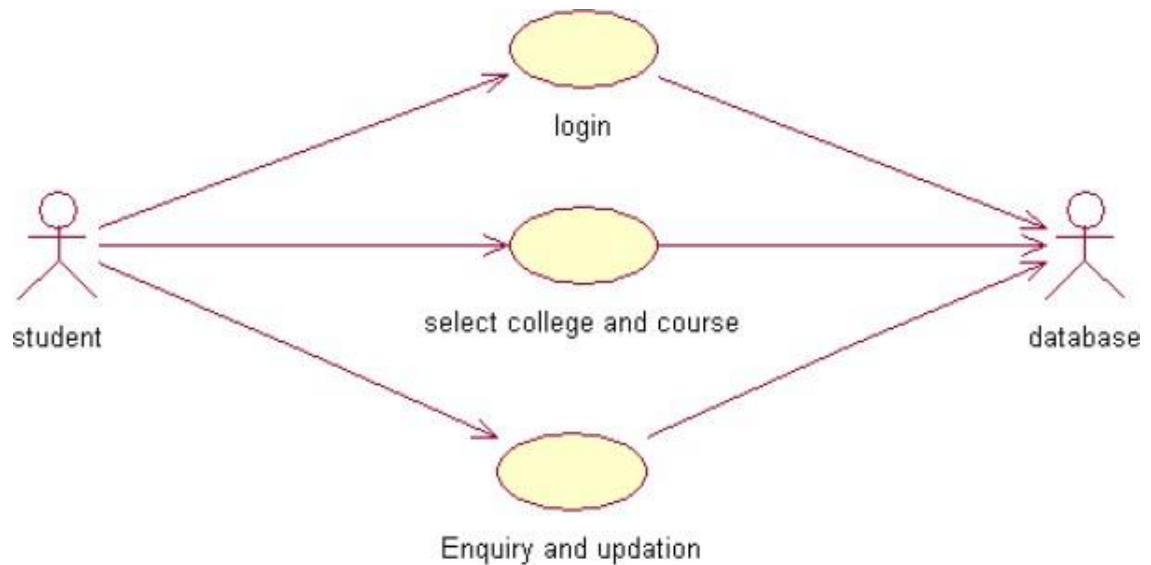 login
select college and course
student
database
Enquiry and updation